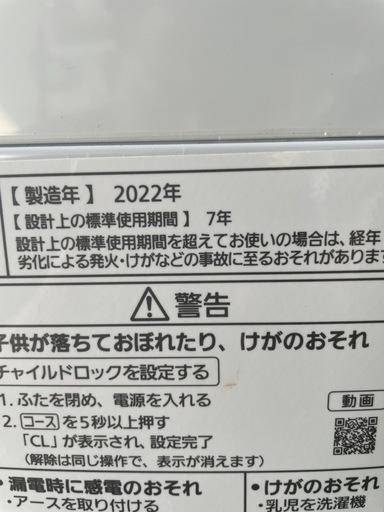 【 製造年 】 2022年
【 設計上の標準使用期間 】 7年
設計上の標準使用期間を超えてお使いの場合は、経年
劣化による発火・けがなどの事故に至るおそれがあります
警告
子供が落ちておぼれたり、けがのおそれ
チャイルドロックを設定する
1. ふたを閉め、電源を入れる
2. コースを5秒以上押す
「CL」が表示され、設定完了
(解除は同じ操作で、表示が消えます)
動画
・漏電時に感電のおそれ
・アースを取り付ける
・けがのおそれ
・乳児を洗濯機